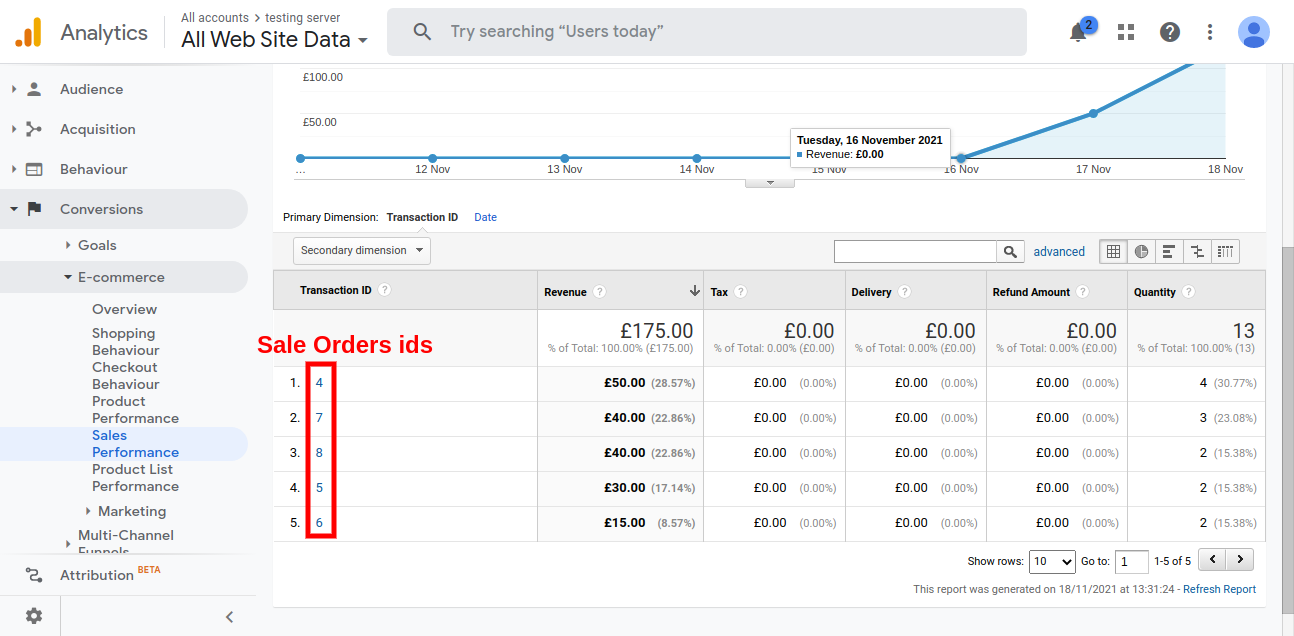 Analytics
All accounts > testing server
All Web Site Data
Try searching “Users today”
2
Audience
Acquisition
Behaviour
Conversions
Goals
E-commerce
Overview
Shopping
Behaviour
Checkout
Behaviour
Product
Performance
Sales
Performance
Product List
Performance
Marketing
Multi-Channel
Funnels
Attribution BETA
£100.00
£50.00
Tuesday, 16 November 2021
Revenue: £0.00
... 12 Nov 13 Nov 14 Nov 15 Nov 16 Nov 17 Nov 18 Nov
Primary Dimension: Transaction ID Date
Secondary dimension
advanced
Transaction ID ? Revenue ? Tax ? Delivery ? Refund Amount ? Quantity ?
£175.00 £0.00 £0.00 £0.00 13
% of Total: 100.00% (£175.00) % of Total: 0.00% (£0.00) % of Total: 0.00% (£0.00) % of Total: 0.00% (£0.00) % of Total: 100.00% (13)
Sale Orders ids
1. 4 £50.00 (28.57%) £0.00 (0.00%) £0.00 (0.00%) £0.00 (0.00%) 4 (30.77%)
2. 7 £40.00 (22.86%) £0.00 (0.00%) £0.00 (0.00%) £0.00 (0.00%) 3 (23.08%)
3. 8 £40.00 (22.86%) £0.00 (0.00%) £0.00 (0.00%) £0.00 (0.00%) 2 (15.38%)
4. 5 £30.00 (17.14%) £0.00 (0.00%) £0.00 (0.00%) £0.00 (0.00%) 2 (15.38%)
5. 6 £15.00 (8.57%) £0.00 (0.00%) £0.00 (0.00%) £0.00 (0.00%) 2 (15.38%)
Show rows: 10 Go to: 1 1-5 of 5
This report was generated on 18/11/2021 at 13:31:24 - Refresh Report